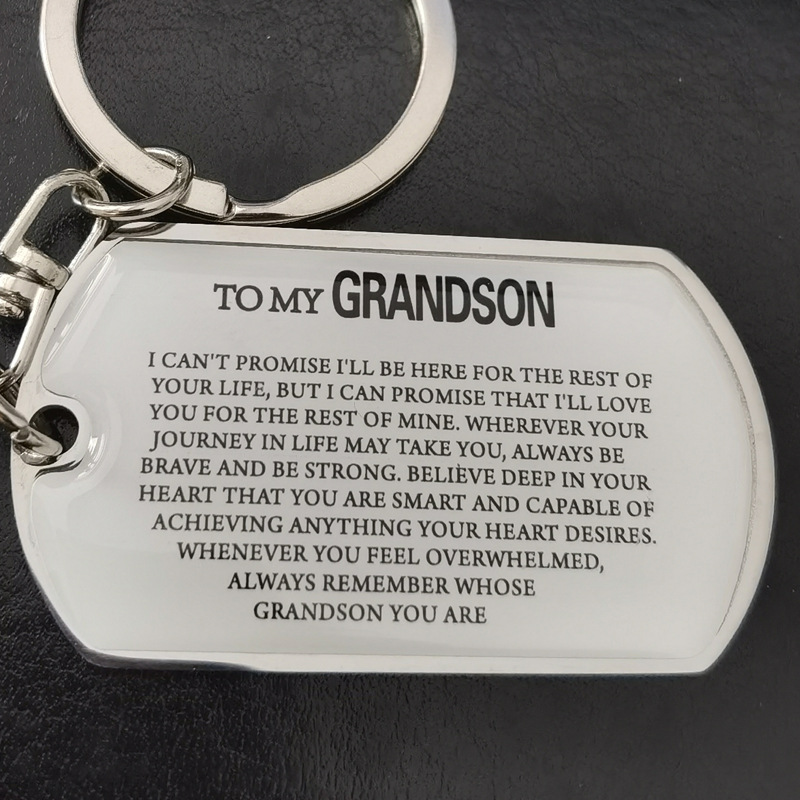 TO MY GRANDSON
I CAN'T PROMISE I'LL BE HERE FOR THE REST OF
YOUR LIFE, BUT I CAN PROMISE THAT I'LL LOVE
YOU FOR THE REST OF MINE. WHEREVER YOUR
JOURNEY IN LIFE MAY TAKE YOU, ALWAYS BE
BRAVE AND BE STRONG. BELIEVE DEEP IN YOUR
HEART THAT YOU ARE SMART AND CAPABLE OF
ACHIEVING ANYTHING YOUR HEART DESIRES.
WHENEVER YOU FEEL OVERWHELMED,
ALWAYS REMEMBER WHOSE
GRANDSON YOU ARE